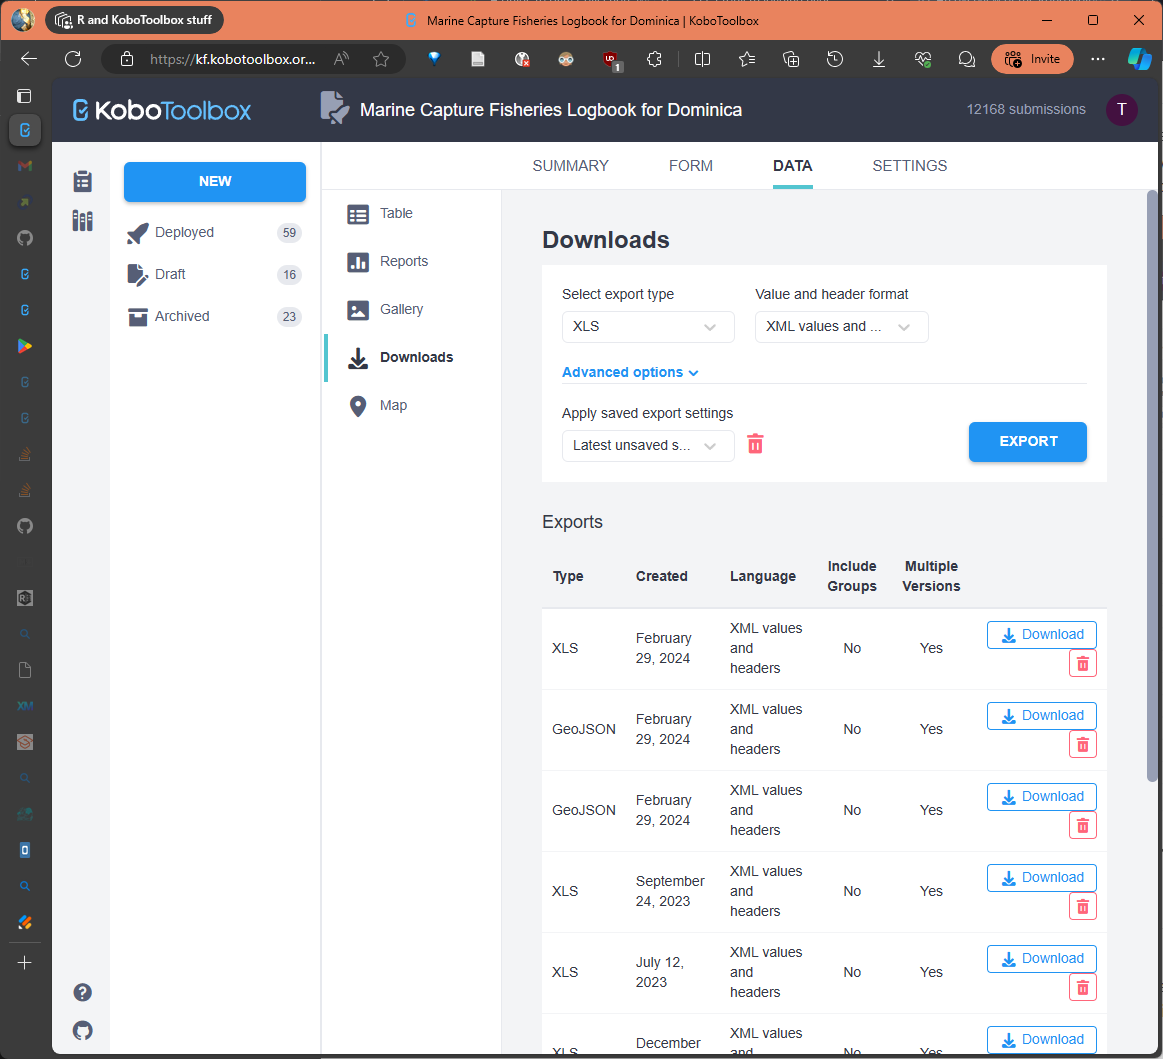 R and KoboToolbox stuff
Marine Capture Fisheries Logbook for Dominica | KoboToolbox
https://kf.kobotoolbox.or...
A
UD
1
Invite
KoboToolbox
Marine Capture Fisheries Logbook for Dominica
12168 submissions
T
NEW
Deployed
59
Draft
16
Archived
23
SUMMARY
FORM
DATA
SETTINGS
Table
Reports
Gallery
Downloads
Map
Downloads
Select export type
Value and header format
XLS
XML values and ...
Advanced options
Apply saved export settings
Latest unsaved s...
EXPORT
Exports
Type
Created
Language
Include
Groups
Multiple
Versions
XLS
February
29, 2024
XML values
and
headers
No
Yes
Download
GeoJSON
February
29, 2024
XML values
and
headers
No
Yes
Download
GeoJSON
February
29, 2024
XML values
and
headers
No
Yes
Download
XLS
September
24, 2023
XML values
and
headers
No
Yes
Download
XLS
July 12,
2023
XML values
and
headers
No
Yes
Download
XLS
December
XML values
and
No
Yes
Download